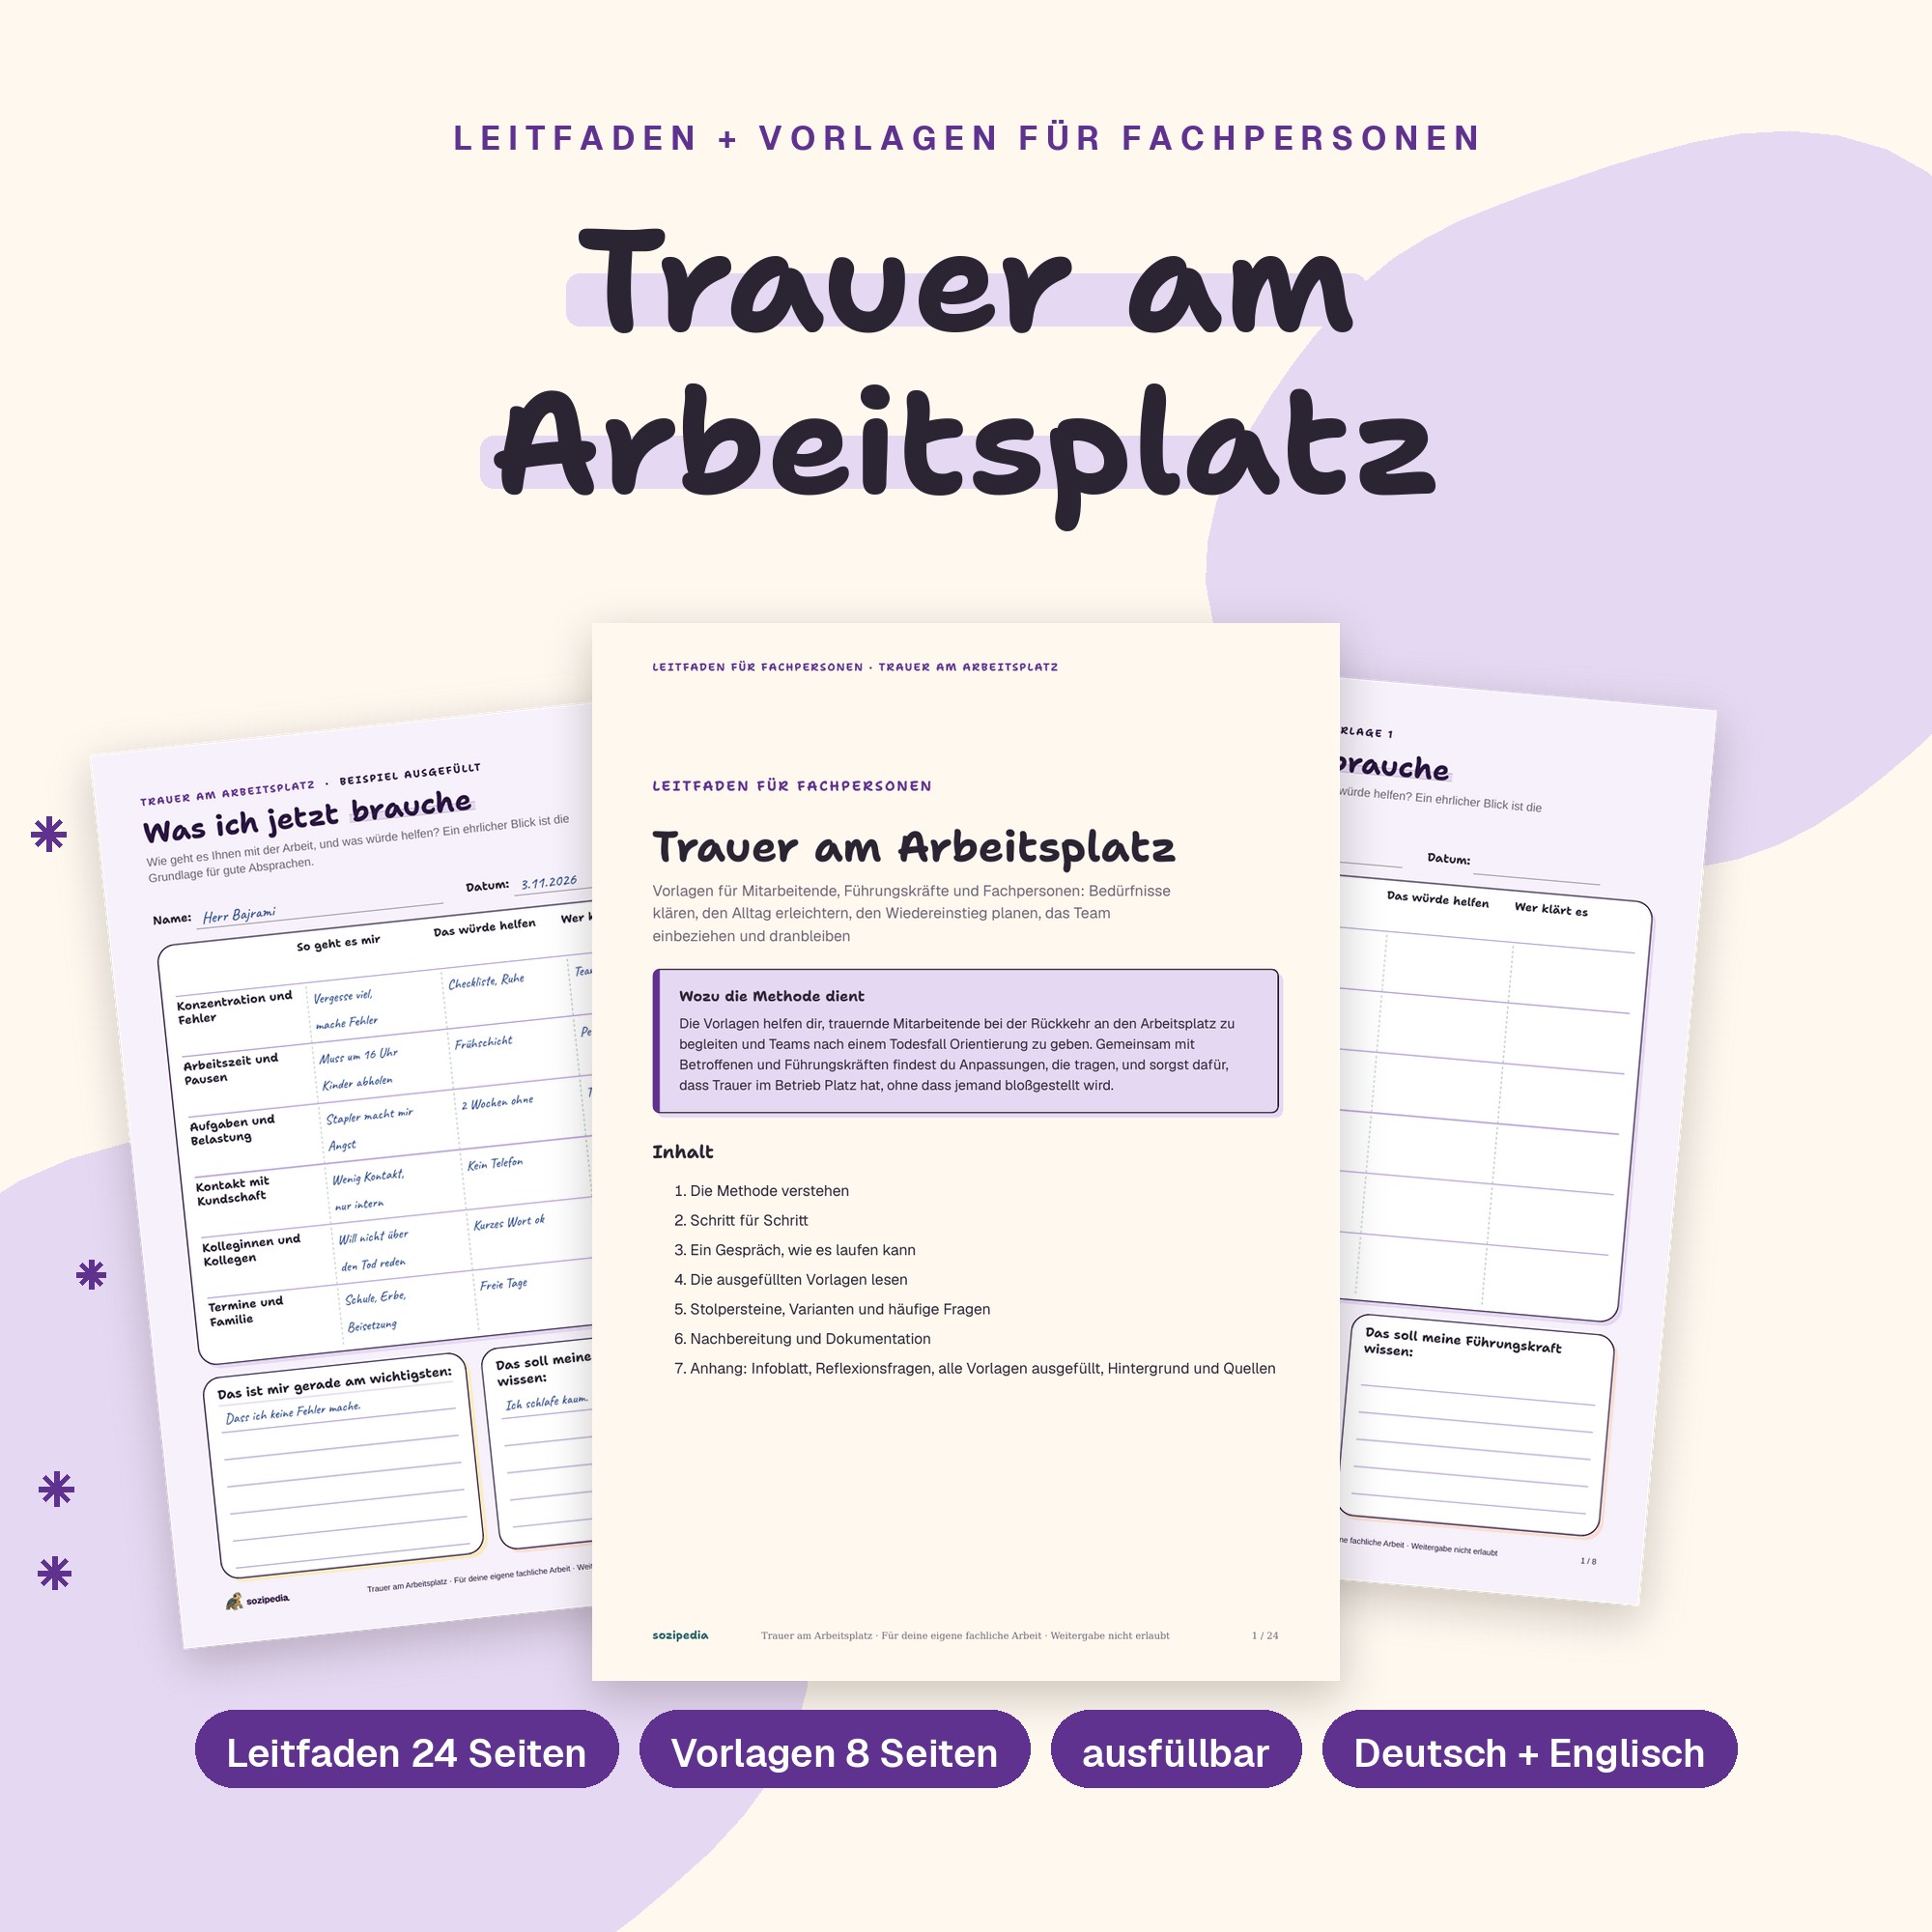 LEITFADEN + VORLAGEN FÜR FACHPERSONEN
Trauer am
Arbeitsplatz
TRAUER AM ARBEITSPLATZ · BEISPIEL AUSGEFÜLLT
Was ich jetzt brauche
Wie geht es Ihnen mit der Arbeit, und was würde helfen? Ein ehrlicher Blick ist die
Grundlage für gute Absprachen.
Name: Herr Bajrami
Datum: 3.11.2026
So geht es mir
Das würde helfen
Wer
Konzentration und
Fehler
Vergesse viel,
mache Fehler
Checkliste, Ruhe
Arbeitszeit und
Pausen
Muss um 16 Uhr
Kinder abholen
Frühschicht
Aufgaben und
Belastung
Stapler macht mir
Angst
2 Wochen ohne
Kontakt mit
Kundschaft
Wenig Kontakt,
nur intern
Kein Telefon
Kolleginnen und
Kollegen
Will nicht über
den Tod reden
Kurzes Wort ok
Termine und
Familie
Schule, Erbe,
Beisetzung
Freie Tage
Das ist mir gerade am wichtigsten:
Dass ich keine Fehler mache.
Das soll meine
wissen:
Ich schlafe kaum.
sozipedia
Trauer am Arbeitsplatz · Für deine eigene fachliche Arbeit ·
LEITFADEN FÜR FACHPERSONEN · TRAUER AM ARBEITSPLATZ
LEITFADEN FÜR FACHPERSONEN
Trauer am Arbeitsplatz
Vorlagen für Mitarbeitende, Führungskräfte und Fachpersonen: Bedürfnisse
klären, den Alltag erleichtern, den Wiedereinstieg planen, das Team
einbeziehen und dranbleiben
Wozu die Methode dient
Die Vorlagen helfen dir, trauernde Mitarbeitende bei der Rückkehr an den Arbeitsplatz zu
begleiten und Teams nach einem Todesfall Orientierung zu geben. Gemeinsam mit
Betroffenen und Führungskräften findest du Anpassungen, die tragen, und sorgst dafür,
dass Trauer im Betrieb Platz hat, ohne dass jemand bloßgestellt wird.
Inhalt
1. Die Methode verstehen
2. Schritt für Schritt
3. Ein Gespräch, wie es laufen kann
4. Die ausgefüllten Vorlagen lesen
5. Stolpersteine, Varianten und häufige Fragen
6. Nachbereitung und Dokumentation
7. Anhang: Infoblatt, Reflexionsfragen, alle Vorlagen ausgefüllt, Hintergrund und Quellen
sozipedia
Trauer am Arbeitsplatz · Für deine eigene fachliche Arbeit · Weitergabe nicht erlaubt
1 / 24
RLAGE 1
brauche
würde helfen? Ein ehrlicher Blick ist die
Datum:
Das würde helfen
Wer klärt es
Das soll meine Führungskraft
wissen:
fachliche Arbeit · Weitergabe nicht erlaubt
1 / 8
Leitfaden 24 Seiten
Vorlagen 8 Seiten
ausfüllbar
Deutsch + Englisch